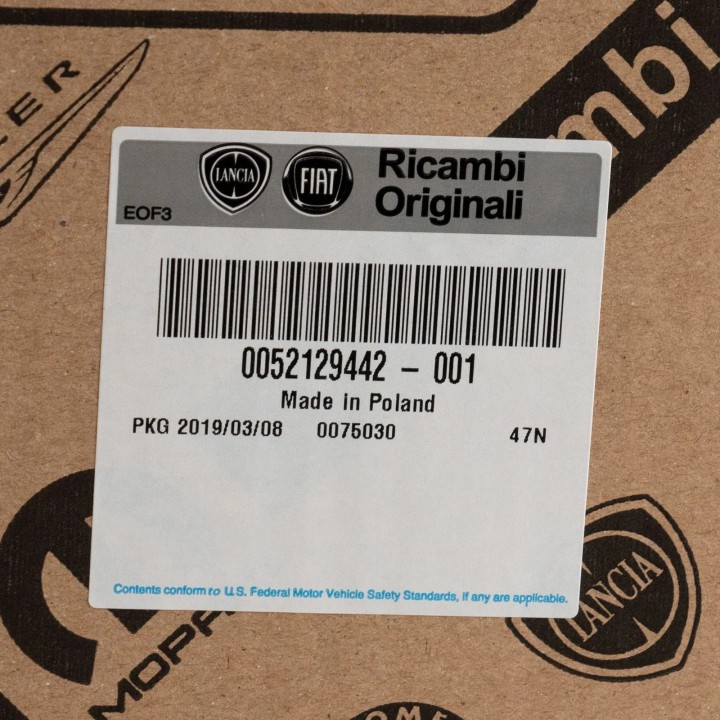 mbi
LANCIA
FIAT
Ricambi
Originali
EOF3
0052129442 – 001
Made in Poland
PKG 2019/03/08 0075030 47N
Contents conform to U.S. Federal Motor Vehicle Safety Standards, if any are applicable.
LANCIA